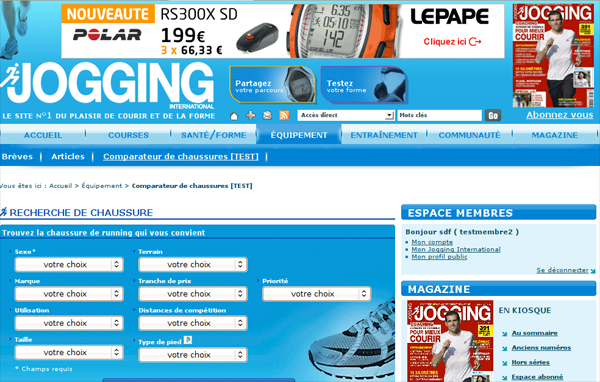 NOUVEAUTE RS300X SD LEPAPE
POLAR 199€
3 x 66,33 € Cliquez ici
JOGGING
INTERNATIONAL
LE SITE N°1 DU PLAISIR DE COURIR ET DE LA FORME
Partagez
votre parcours
Testez
votre forme
JOGGING
POUR MIEUX
COURIR
Abonnez vous
Accès direct Mots clés Go
ACCUEIL COURSES SANTÉ/FORME ÉQUIPEMENT ENTRAÎNEMENT COMMUNAUTÉ MAGAZINE
Brèves Articles Comparateur de chaussures [TEST]
Vous êtes ici : Accueil > Équipement > Comparateur de chaussures [TEST]
RECHERCHE DE CHAUSSURE
Trouvez la chaussure de running qui vous convient
Sexe* Terrain
votre choix votre choix
Marque Tranche de prix Priorité
votre choix votre choix votre choix
Utilisation Distances de compétition
votre choix votre choix
Taille Type de pied ?
votre choix votre choix
* Champs requis
ESPACE MEMBRES
Bonjour sdf ( testmembre2 )
Mon compte
Mon Jogging International
Mon profil public
Se déconnecter
MAGAZINE
JOGGING
POUR MIEUX
COURIR
391
EN KIOSQUE
Au sommaire
Anciens numéros
Hors séries
Espace abonné